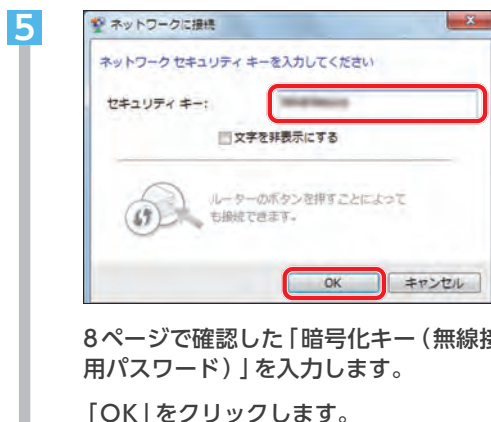 5
ネットワークに接続
ネットワーク セキュリティ キーを入力してください
セキュリティ キー:
文字を非表示にする
ルーターのボタンを押すことによって
も接続できます。
OK キャンセル
8ページで確認した「暗号化キー(無線接
用パスワード)」を入力します。
「OK」をクリックします。